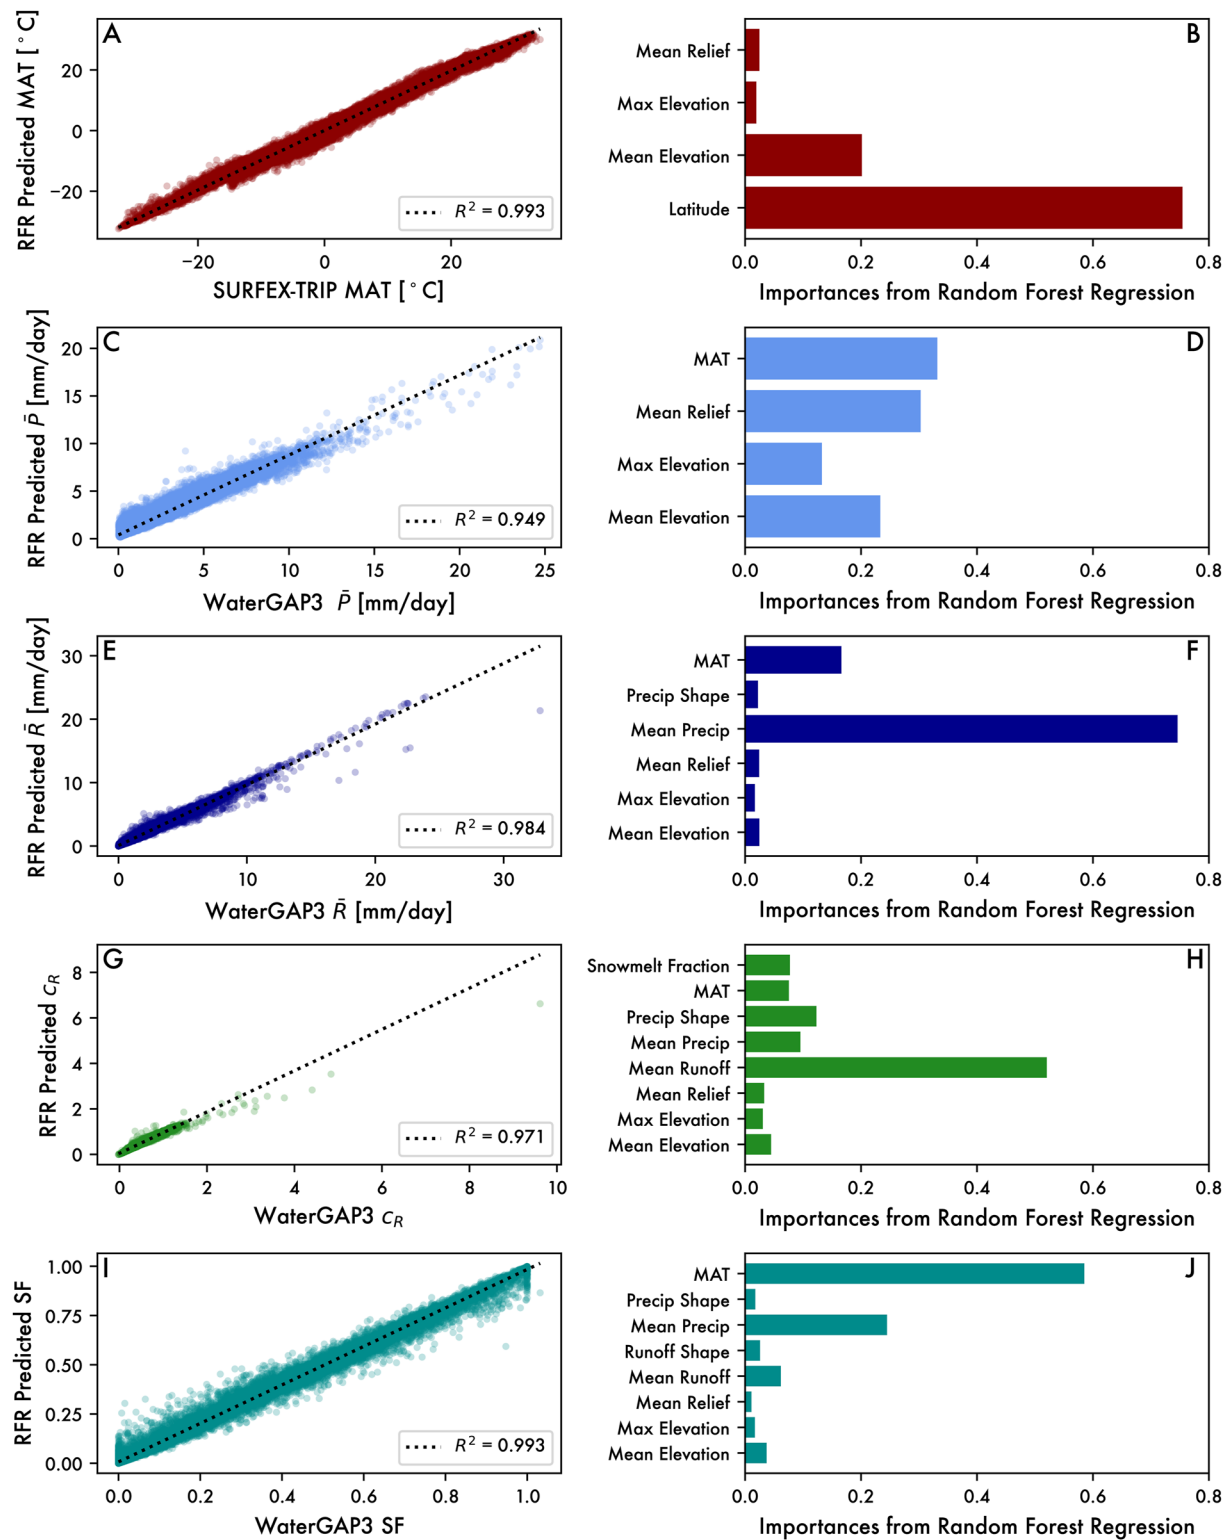 A
RFR Predicted MAT [°C]
20
0
−20
R² = 0.993
−20 0 20
SURFEX-TRIP MAT [°C]
B
Mean Relief
Max Elevation
Mean Elevation
Latitude
0.0 0.2 0.4 0.6 0.8
Importances from Random Forest Regression
C
RFR Predicted P̄ [mm/day]
20
15
10
5
0
R² = 0.949
0 5 10 15 20 25
WaterGAP3 P̄ [mm/day]
D
MAT
Mean Relief
Max Elevation
Mean Elevation
0.0 0.2 0.4 0.6 0.8
Importances from Random Forest Regression
E
RFR Predicted R̄ [mm/day]
30
20
10
0
R² = 0.984
0 10 20 30
WaterGAP3 R̄ [mm/day]
F
MAT
Precip Shape
Mean Precip
Mean Relief
Max Elevation
Mean Elevation
0.0 0.2 0.4 0.6 0.8
Importances from Random Forest Regression
G
RFR Predicted c_R
8
6
4
2
0
R² = 0.971
0 2 4 6 8 10
WaterGAP3 c_R
H
Snowmelt Fraction
MAT
Precip Shape
Mean Precip
Mean Runoff
Mean Relief
Max Elevation
Mean Elevation
0.0 0.2 0.4 0.6 0.8
Importances from Random Forest Regression
I
RFR Predicted SF
1.00
0.75
0.50
0.25
0.00
R² = 0.993
0.0 0.2 0.4 0.6 0.8 1.0
WaterGAP3 SF
J
MAT
Precip Shape
Mean Precip
Runoff Shape
Mean Runoff
Mean Relief
Max Elevation
Mean Elevation
0.0 0.2 0.4 0.6 0.8
Importances from Random Forest Regression